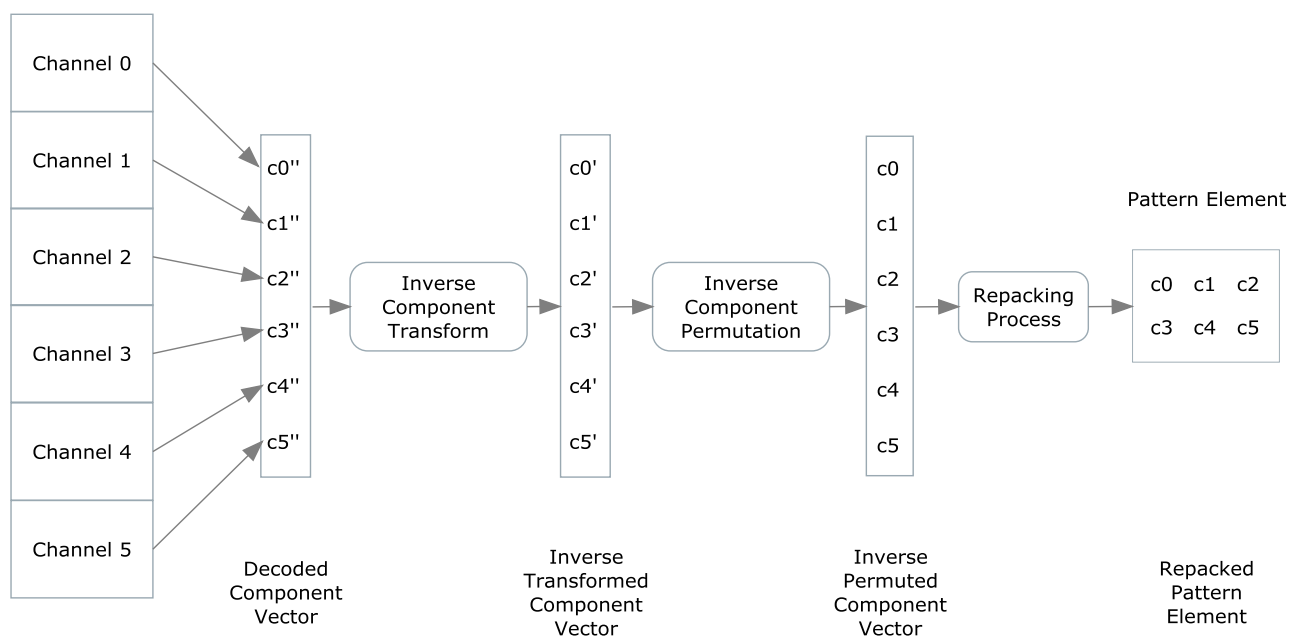 Channel 0
Channel 1
Channel 2
Channel 3
Channel 4
Channel 5
c0''
c1''
c2''
c3''
c4''
c5''
Decoded
Component
Vector
Inverse
Component
Transform
c0'
c1'
c2'
c3'
c4'
c5'
Inverse
Transformed
Component
Vector
Inverse
Component
Permutation
c0
c1
c2
c3
c4
c5
Inverse
Permuted
Component
Vector
Repacking
Process
Pattern Element
c0 c1 c2
c3 c4 c5
Repacked
Pattern
Element